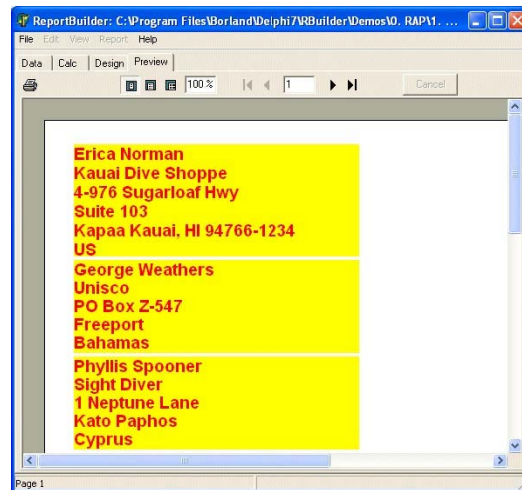 ReportBuilder: C:\Program Files\Borland\Delphi7\RBuilder\Demos\0. RAP\1. ...
File Edit View Report Help
Data Calc Design Preview
100 % 1 Cancel
Erica Norman
Kauai Dive Shoppe
4-976 Sugarloaf Hwy
Suite 103
Kapaa Kauai, HI 94766-1234
US
George Weathers
Unisco
PO Box Z-547
Freeport
Bahamas
Phyllis Spooner
Sight Diver
1 Neptune Lane
Kato Paphos
Cyprus
Page 1